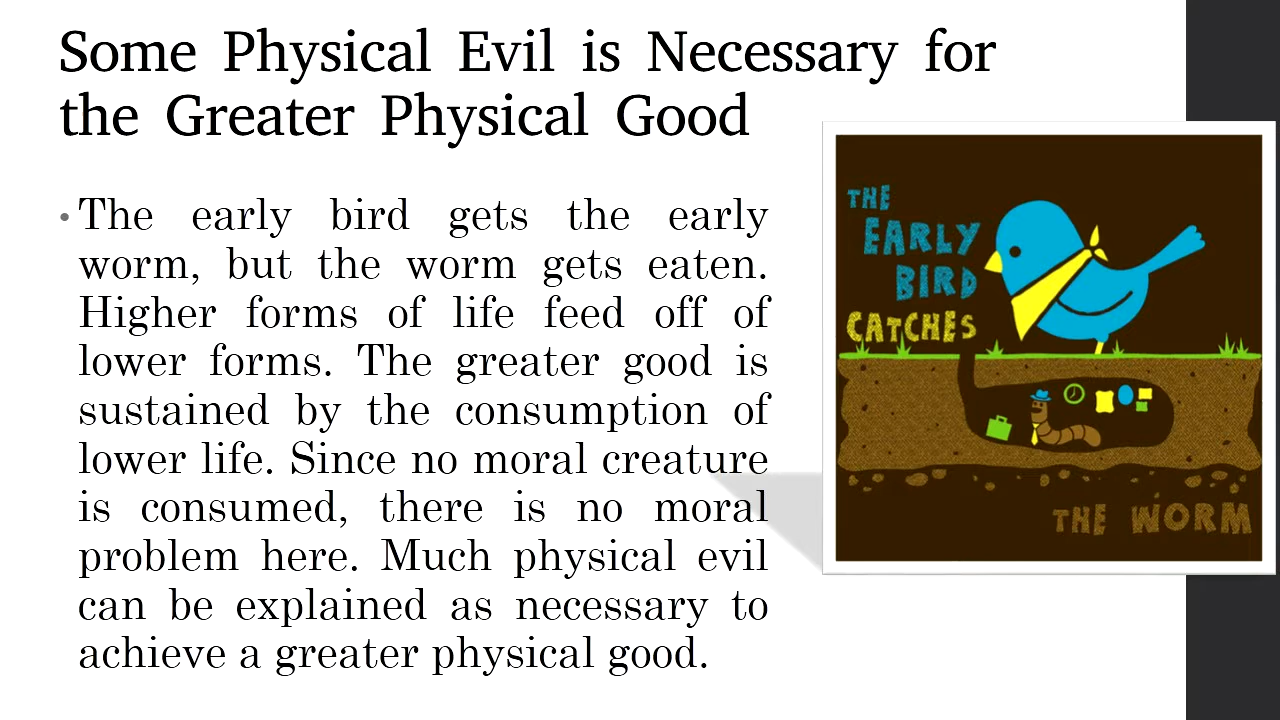 Some Physical Evil is Necessary for
the Greater Physical Good
• The early bird gets the early
worm, but the worm gets eaten.
Higher forms of life feed off of
lower forms. The greater good is
sustained by the consumption of
lower life. Since no moral creature
is consumed, there is no moral
problem here. Much physical evil
can be explained as necessary to
achieve a greater physical good.
THE
EARLY
BIRD
CATCHES
THE WORM